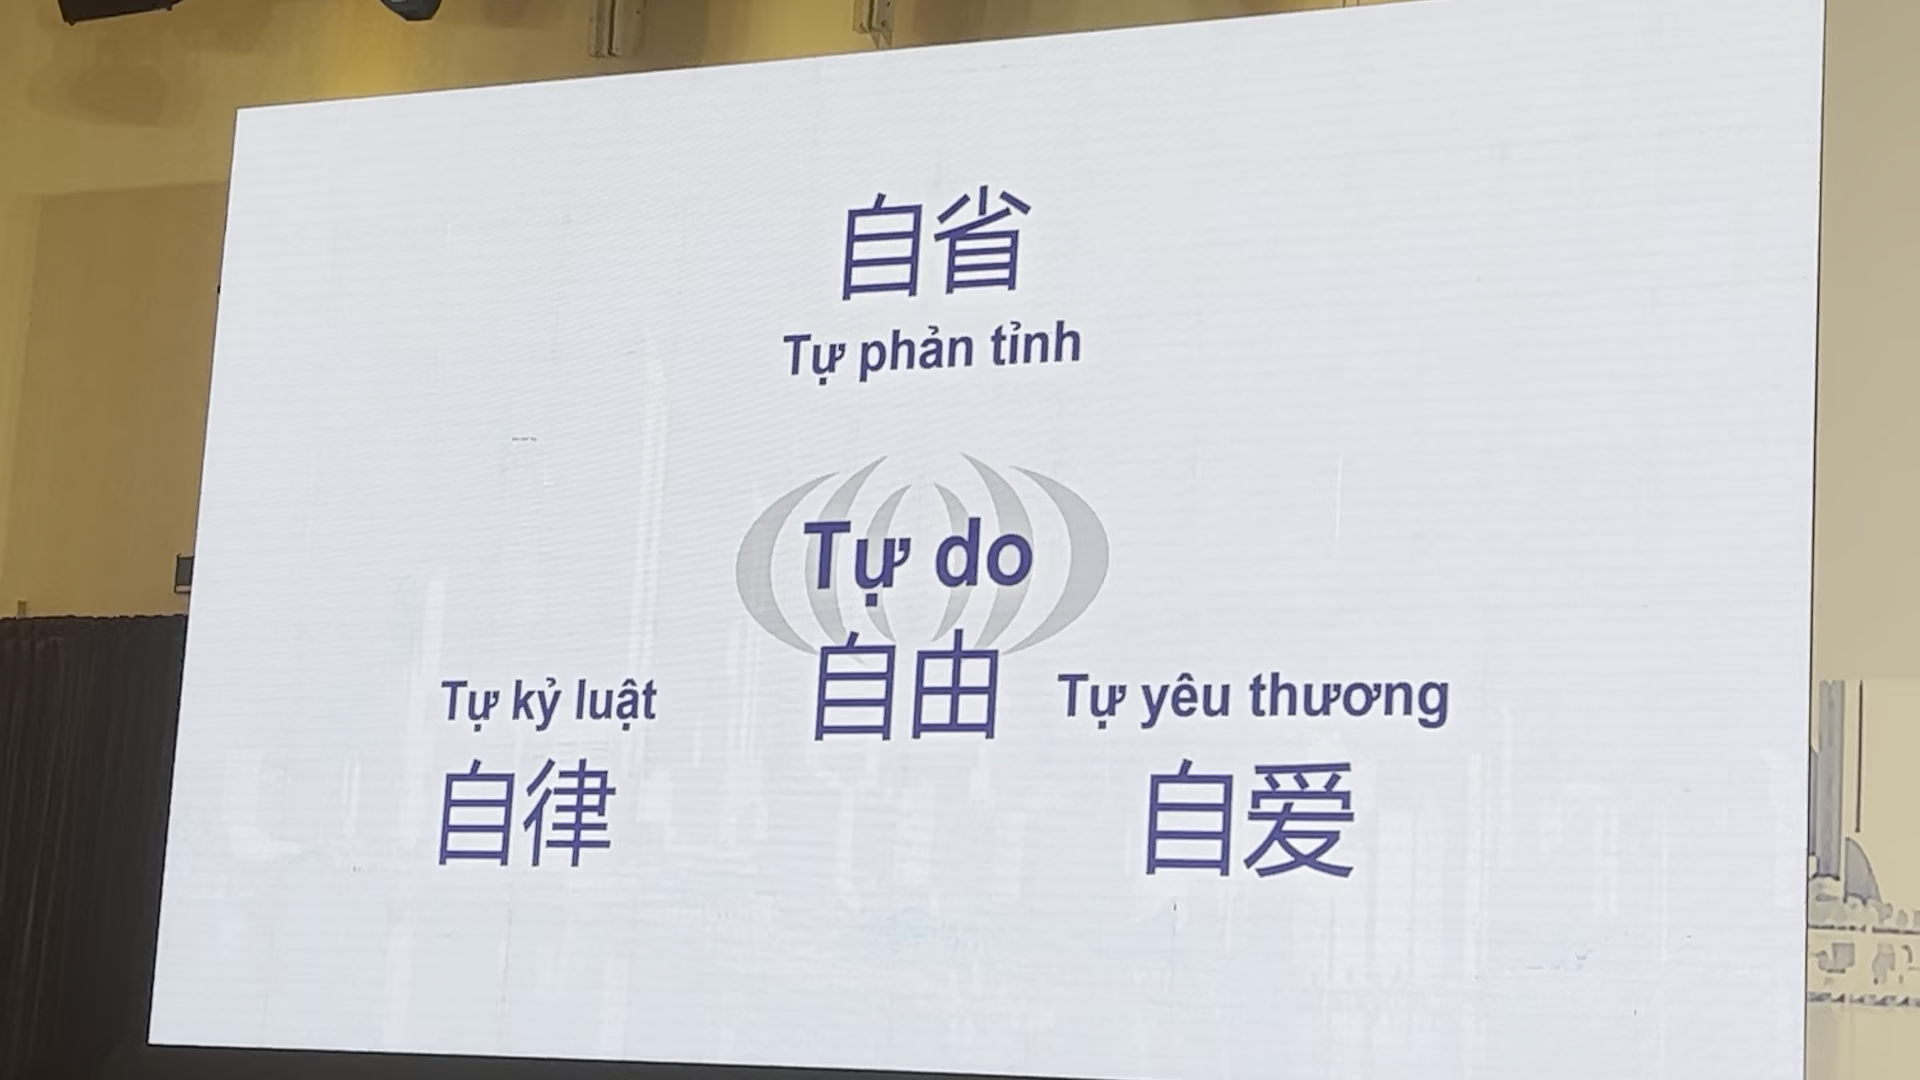 自省
Tự phản tỉnh
Tự do
自由
Tự kỷ luật
自律
Tự yêu thương
自爱